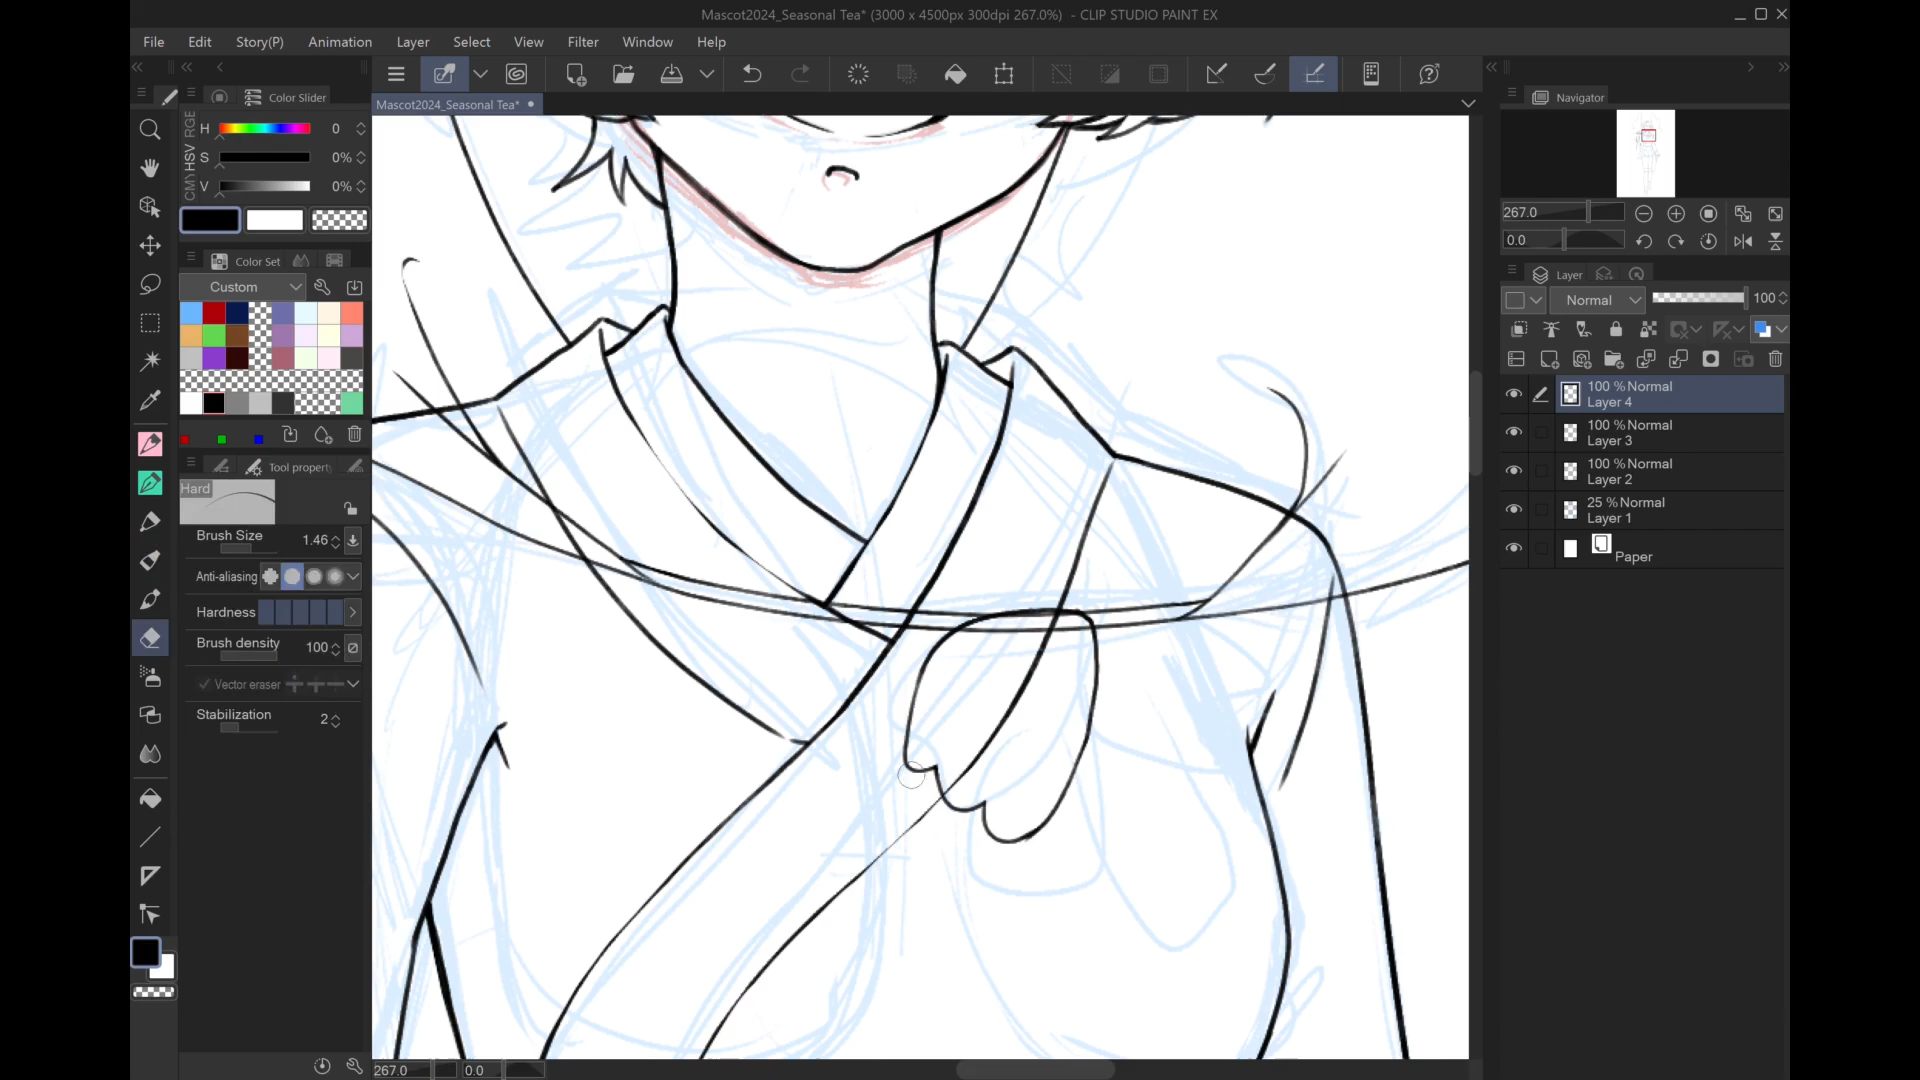 Mascot2024_Seasonal Tea* (3000 x 4500px 300dpi 267.0%) - CLIP STUDIO PAINT EX
File Edit Story(P) Animation Layer Select View Filter Window Help
Mascot2024_Seasonal Tea*
Color Slider
RGB
HSV
CMY
H 0
S 0%
V 0%
Color Set
Custom
Tool property
Hard
Brush Size 1.46
Anti-aliasing
Hardness
Brush density 100
Vector eraser
Stabilization 2
267.0 0.0
Navigator
267.0
0.0
Layer
Normal 100
100 % Normal
Layer 4
100 % Normal
Layer 3
100 % Normal
Layer 2
25 % Normal
Layer 1
Paper